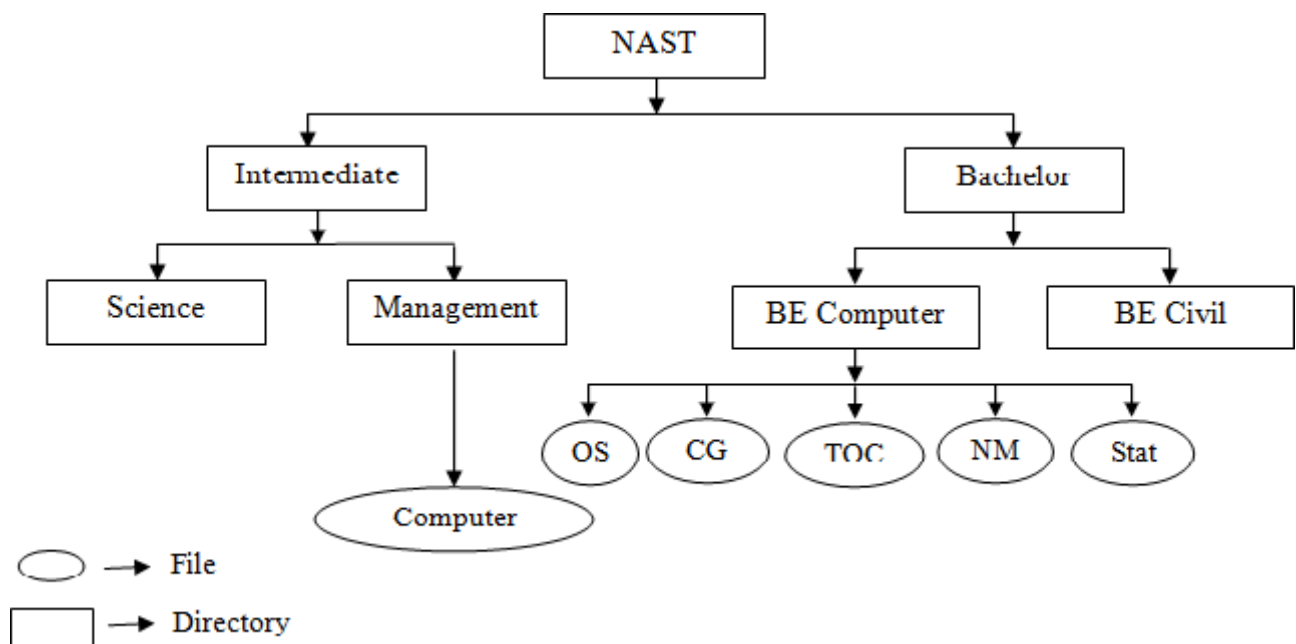 NAST
Intermediate
Bachelor
Science
Management
BE Computer
BE Civil
OS
CG
TOC
NM
Stat
Computer
File
Directory